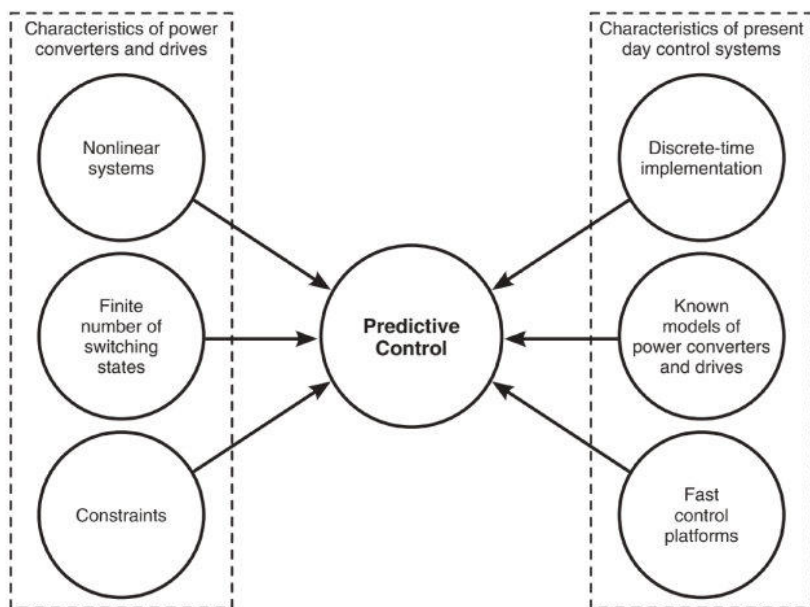 Characteristics of power
converters and drives
Nonlinear
systems
Finite
number of
switching
states
Constraints
Predictive
Control
Characteristics of present
day control systems
Discrete-time
implementation
Known
models of
power converters
and drives
Fast
control
platforms